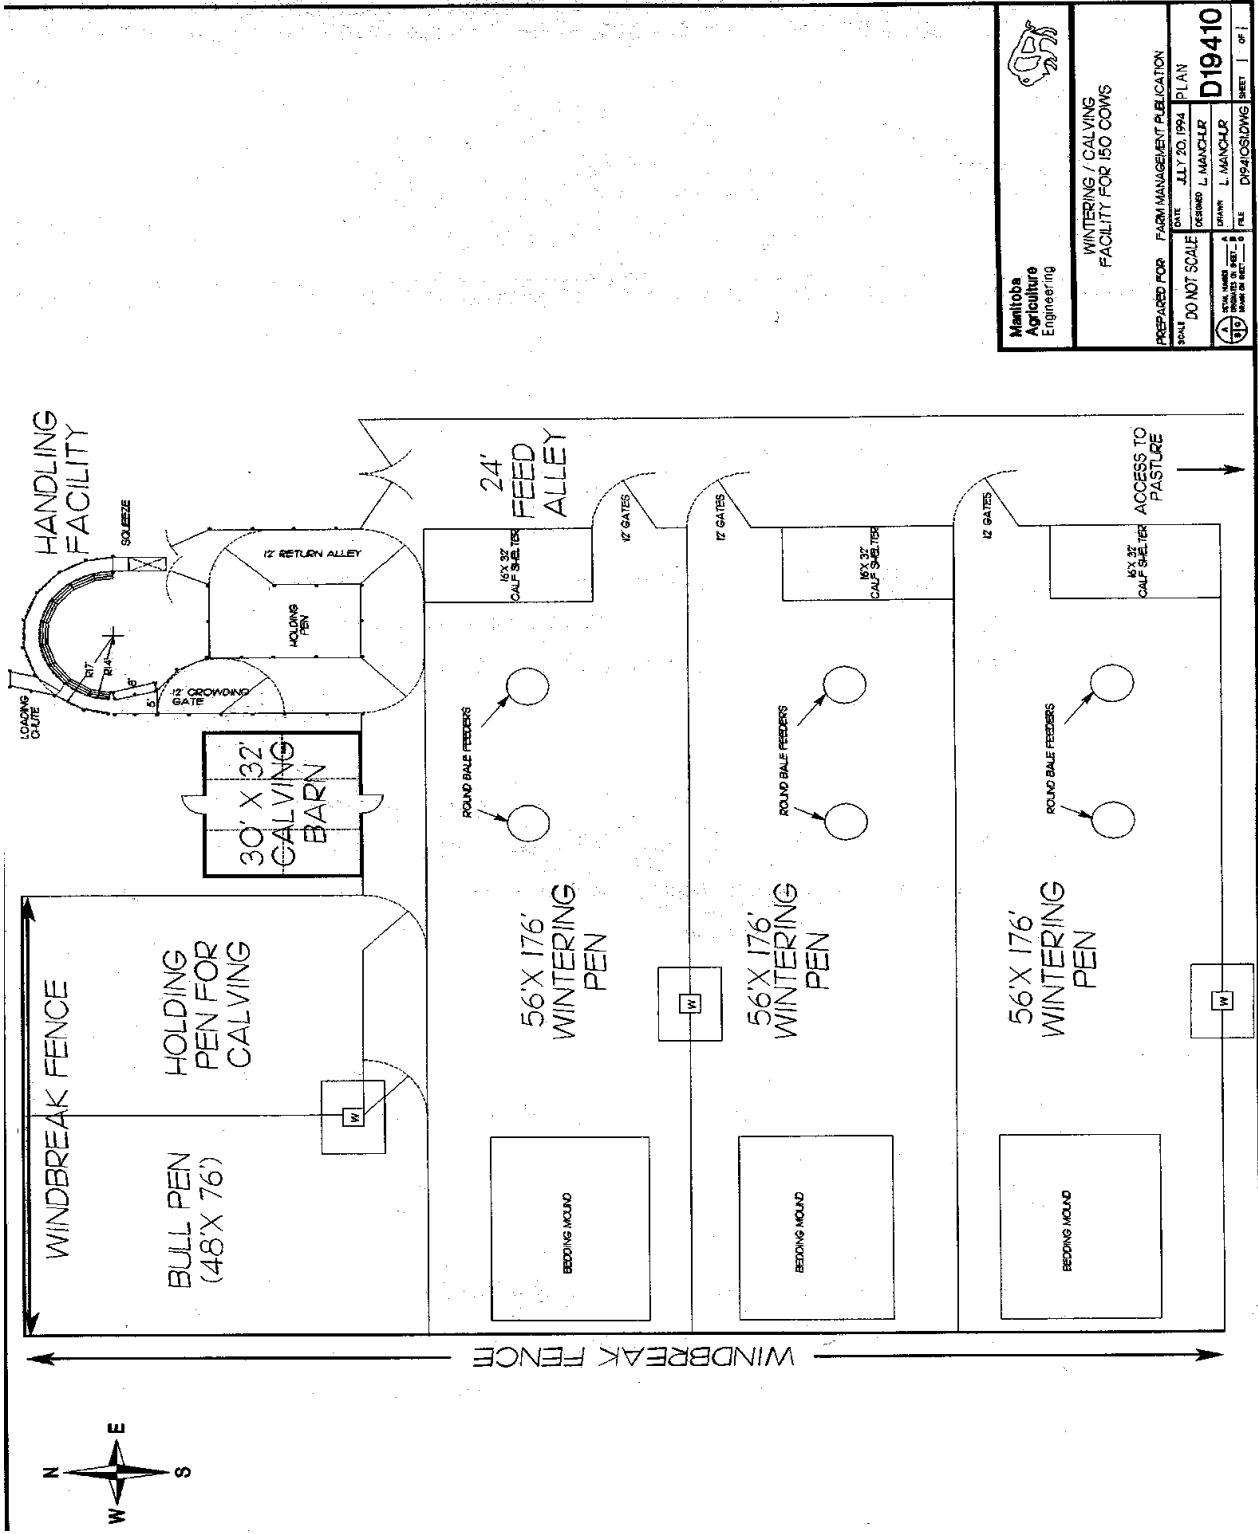 HANDLING
FACILITY
LOADING
CHUTE
SQUEEZE
R17'
R14'
8'
5'
12' CROWDING
GATE
12' RETURN ALLEY
HOLDING
PEN
30' X 32'
CALVING
BARN
WINDBREAK FENCE
HOLDING
PEN FOR
CALVING
BULL PEN
(48'X 76')
W
24'
FEED
ALLEY
16'X 32'
CALF SHELTER
12' GATES
ROUND BALE FEEDERS
56'X 176'
WINTERING
PEN
BEDDING MOUND
W
12' GATES
16'X 32'
CALF SHELTER
ROUND BALE FEEDERS
56'X 176'
WINTERING
PEN
BEDDING MOUND
12' GATES
16'X 32'
CALF SHELTER
ROUND BALE FEEDERS
56'X 176'
WINTERING
PEN
BEDDING MOUND
W
ACCESS TO
PASTURE
WINDBREAK FENCE
N
W
E
S
Manitoba
Agriculture
Engineering
WINTERING / CALVING
FACILITY FOR 150 COWS
PREPARED FOR: FARM MANAGEMENT PUBLICATION
SCALE DO NOT SCALE
DATE JULY 20, 1994
PLAN
D19410
DESIGNED L. MANCHUR
DRAWN L. MANCHUR
FILE
SHEET 1 OF 1
A
B C